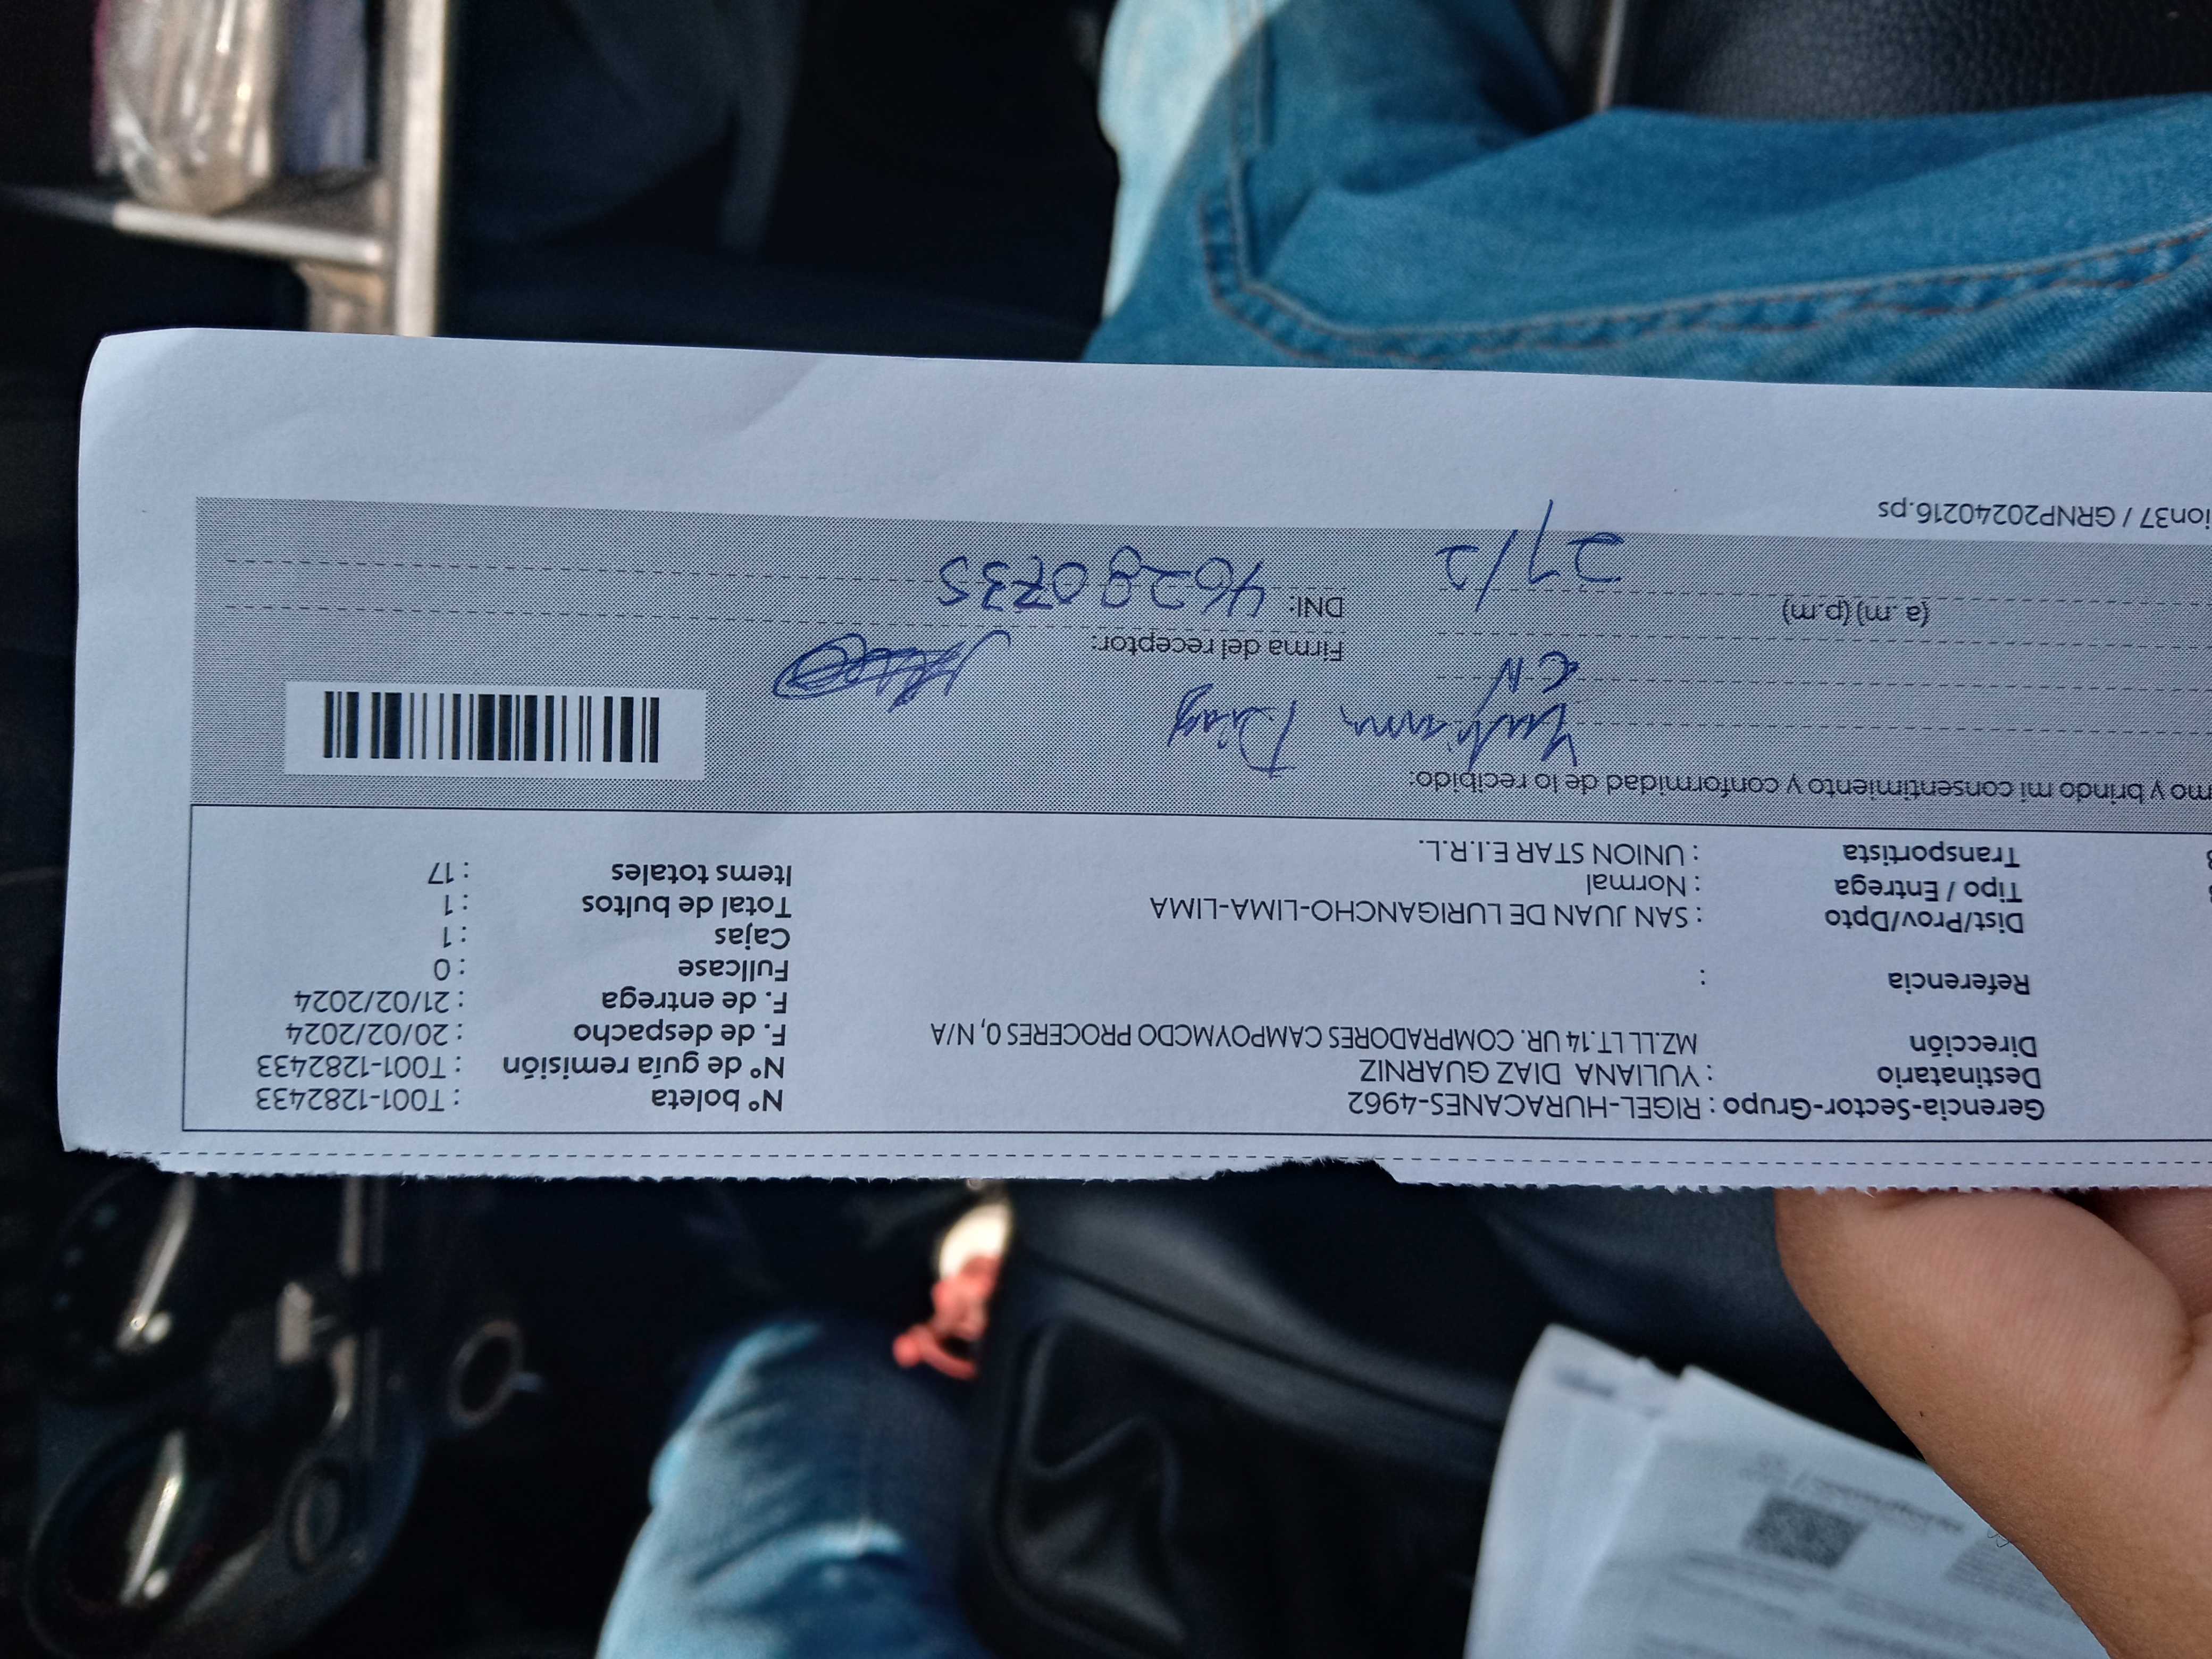 Gerencia-Sector-Grupo : RIGEL-HURACANES-4962
Destinatario : YULIANA DIAZ GUARNIZ
Dirección MZ.LL LT.14 UR. COMPRADORES CAMPOYMCDO PROCERES 0, N/A
Referencia :
Dist/Prov/Dpto : SAN JUAN DE LURIGANCHO-LIMA-LIMA
Tipo / Entrega : Normal
Transportista : UNION STAR E.I.R.L.
N° boleta : T001-1282433
N° de guía remisión : T001-1282433
F. de despacho : 20/02/2024
F. de entrega : 21/02/2024
Fullcase : 0
Cajas : 1
Total de bultos : 1
Items totales : 17
mo y brindo mi consentimiento y conformidad de lo recibido:
Diaz
CN
Firma del receptor:
(a .m) (p.m)
21/2
DNI: 46280735
ion37 / GRNP20240216.ps